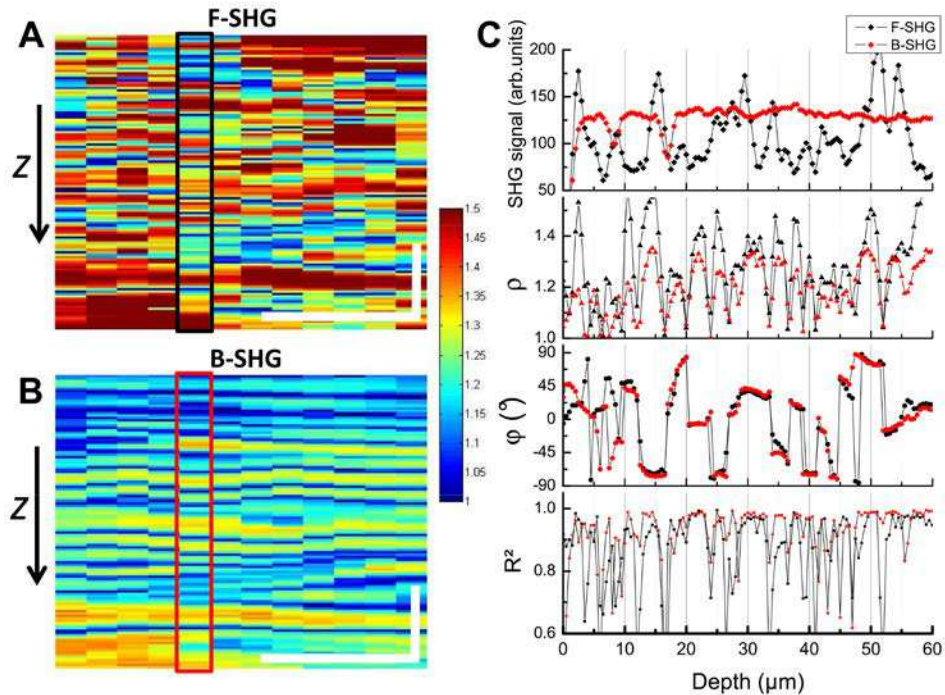 A
F-SHG
Z
B
B-SHG
Z
1.5
1.45
1.4
1.35
1.3
1.25
1.2
1.15
1.1
1.05
1
C
F-SHG
B-SHG
SHG signal (arb.units)
200
150
100
50
ρ
1.4
1.2
1.0
φ (°)
90
45
0
-45
-90
R²
1.0
0.8
0.6
0 10 20 30 40 50 60
Depth (µm)